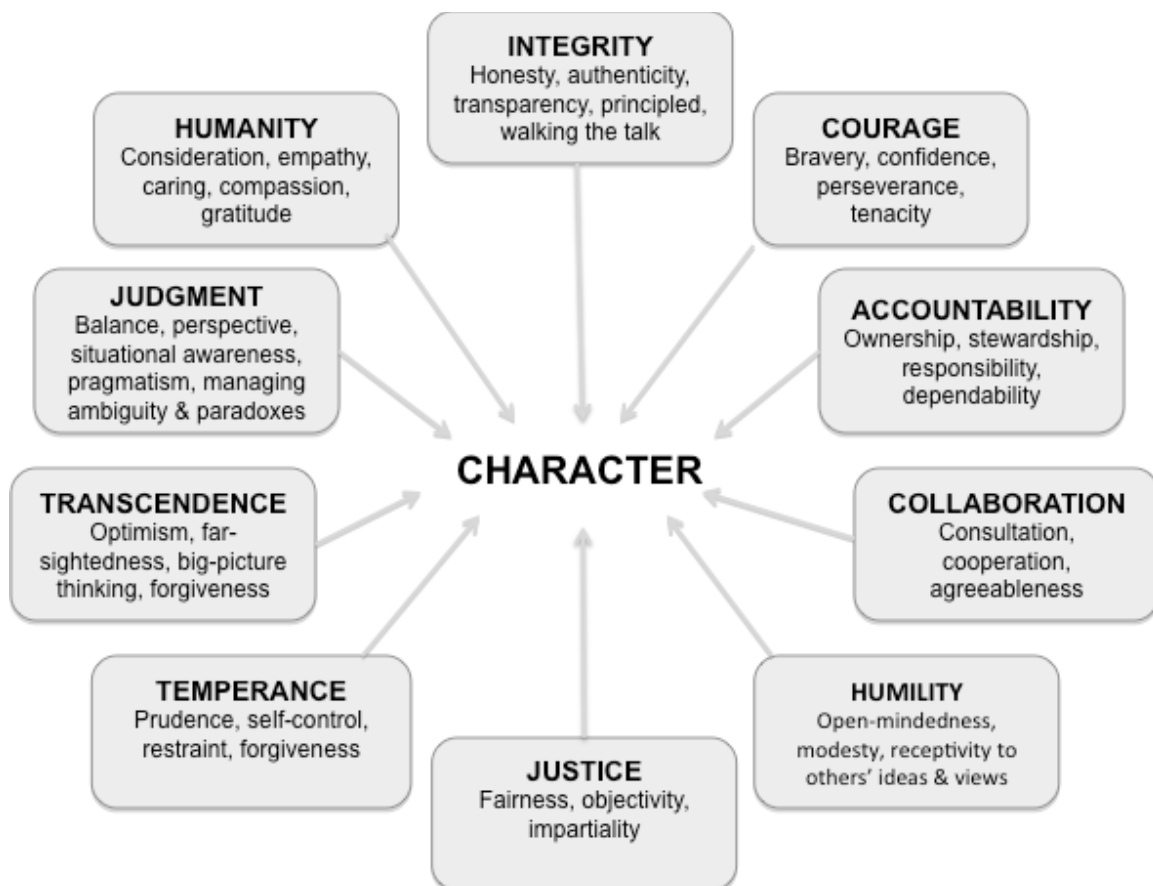 INTEGRITY
Honesty, authenticity,
transparency, principled,
walking the talk
HUMANITY
Consideration, empathy,
caring, compassion,
gratitude
COURAGE
Bravery, confidence,
perseverance,
tenacity
JUDGMENT
Balance, perspective,
situational awareness,
pragmatism, managing
ambiguity & paradoxes
ACCOUNTABILITY
Ownership, stewardship,
responsibility,
dependability
CHARACTER
TRANSCENDENCE
Optimism, far-
sightedness, big-picture
thinking, forgiveness
COLLABORATION
Consultation,
cooperation,
agreeableness
TEMPERANCE
Prudence, self-control,
restraint, forgiveness
HUMILITY
Open-mindedness,
modesty, receptivity to
others’ ideas & views
JUSTICE
Fairness, objectivity,
impartiality